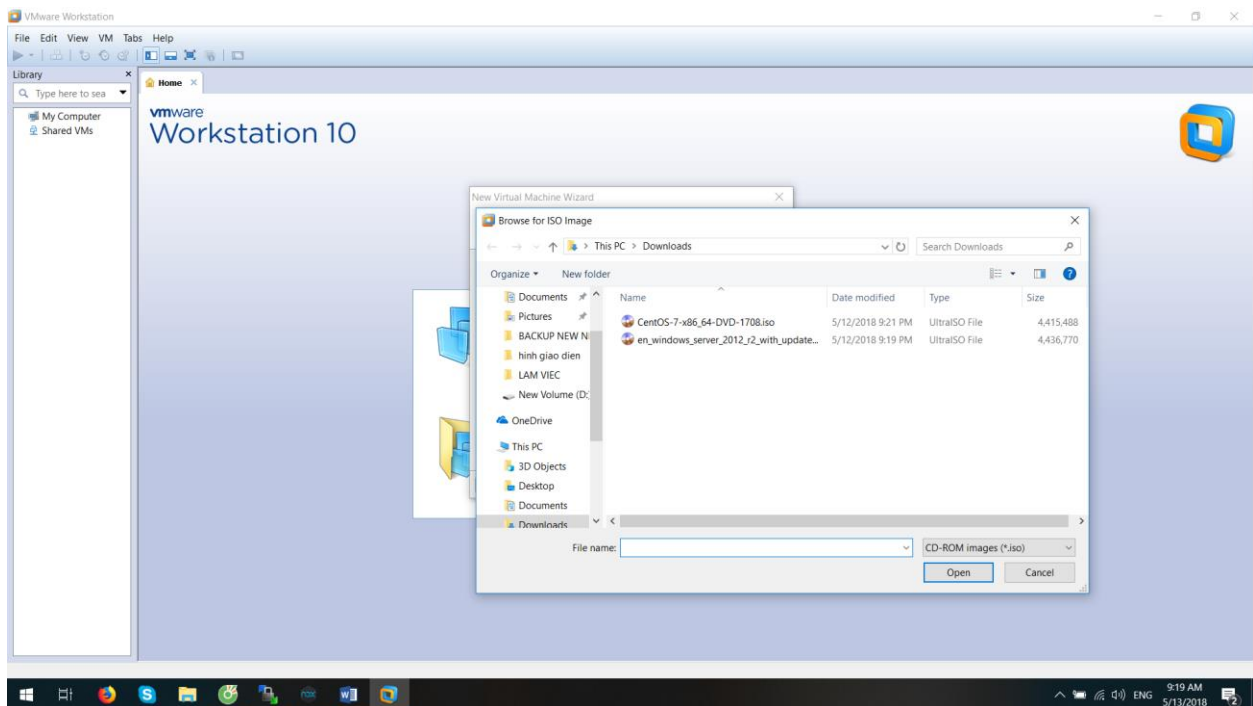 VMware Workstation
File Edit View VM Tabs Help
Library
Type here to sea
My Computer
Shared VMs
Home
vmware
Workstation 10
New Virtual Machine Wizard
Browse for ISO Image
This PC > Downloads
Search Downloads
Organize
New folder
Documents
Pictures
BACKUP NEW N
hinh giao dien
LAM VIEC
New Volume (D:
OneDrive
This PC
3D Objects
Desktop
Documents
Downloads
Name Date modified Type Size
CentOS-7-x86_64-DVD-1708.iso 5/12/2018 9:21 PM UltraISO File 4,415,488
en_windows_server_2012_r2_with_update... 5/12/2018 9:19 PM UltraISO File 4,436,770
File name:
CD-ROM images (*.iso)
Open Cancel
ENG
9:19 AM
5/13/2018
2